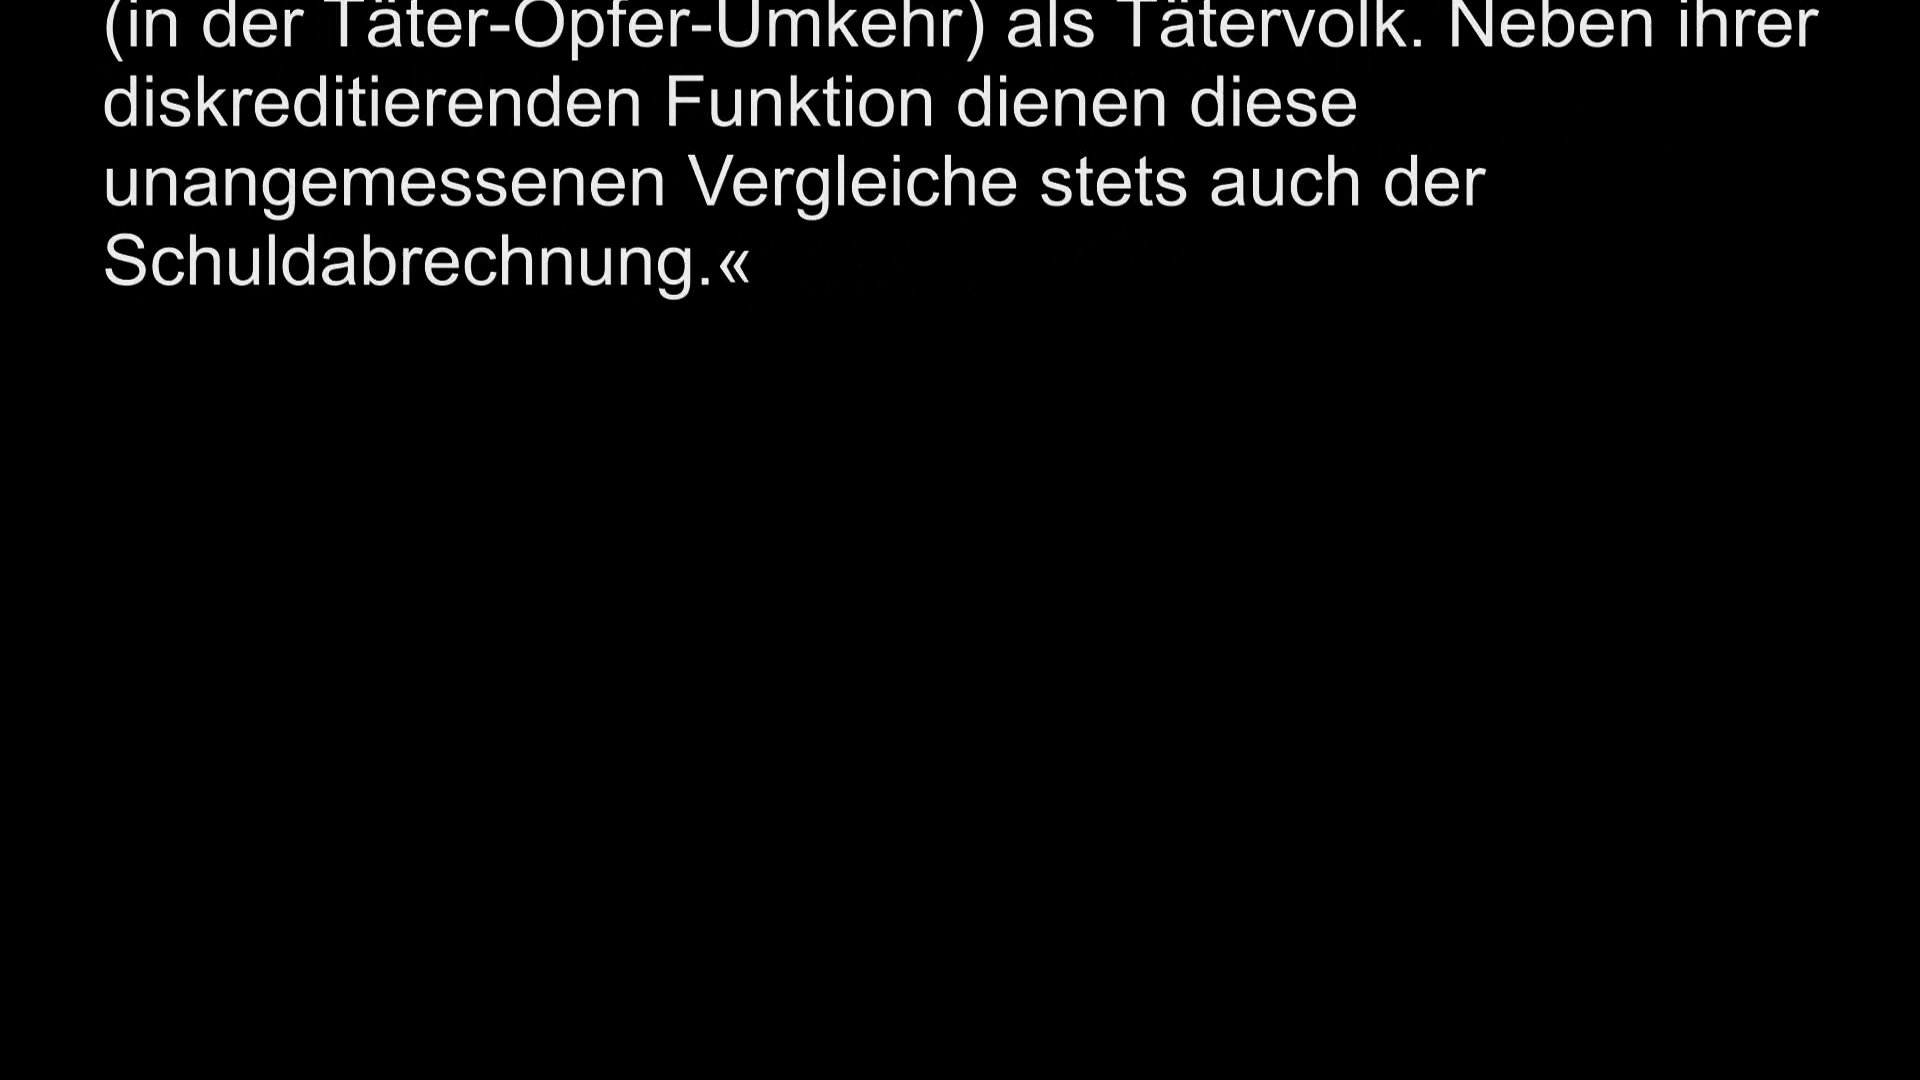 (in der Täter-Opfer-Umkehr) als Tätervolk. Neben ihrer
diskreditierenden Funktion dienen diese
unangemessenen Vergleiche stets auch der
Schuldabrechnung.«